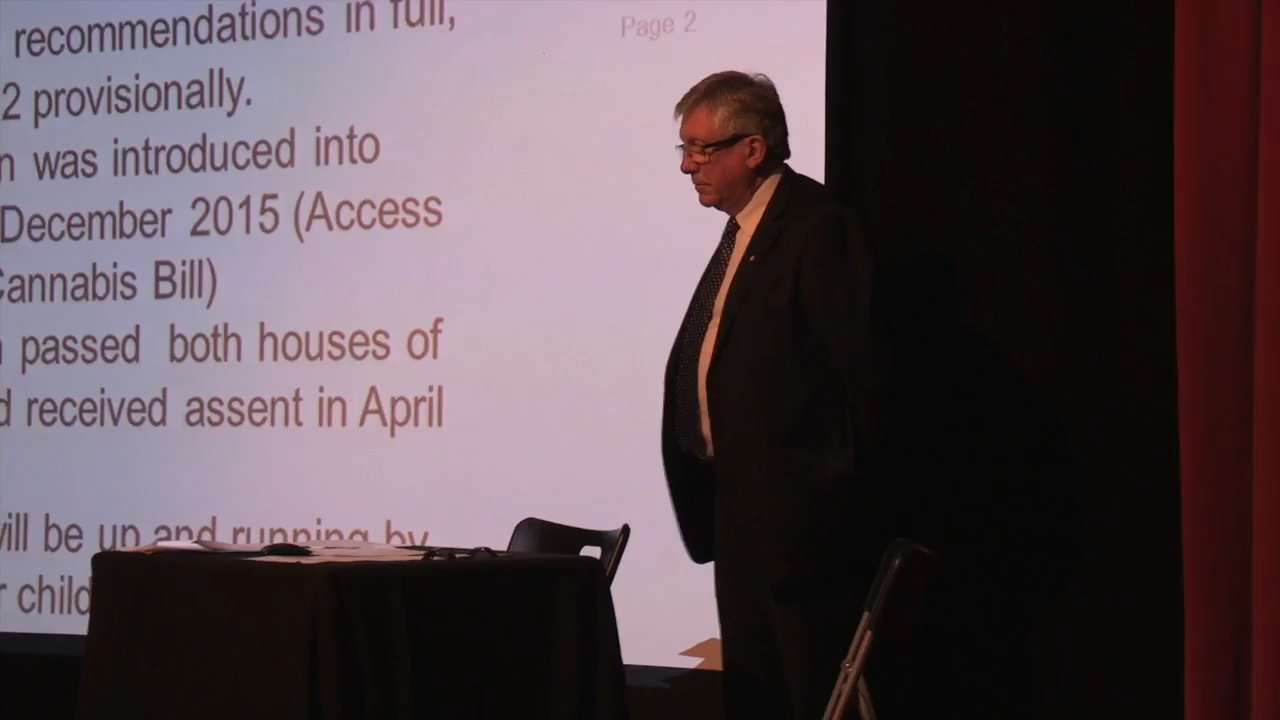 recommendations in full,
Page 2
2 provisionally.
n was introduced into
December 2015 (Access
Cannabis Bill)
passed both houses of
d received assent in April
will be up and running by
r child